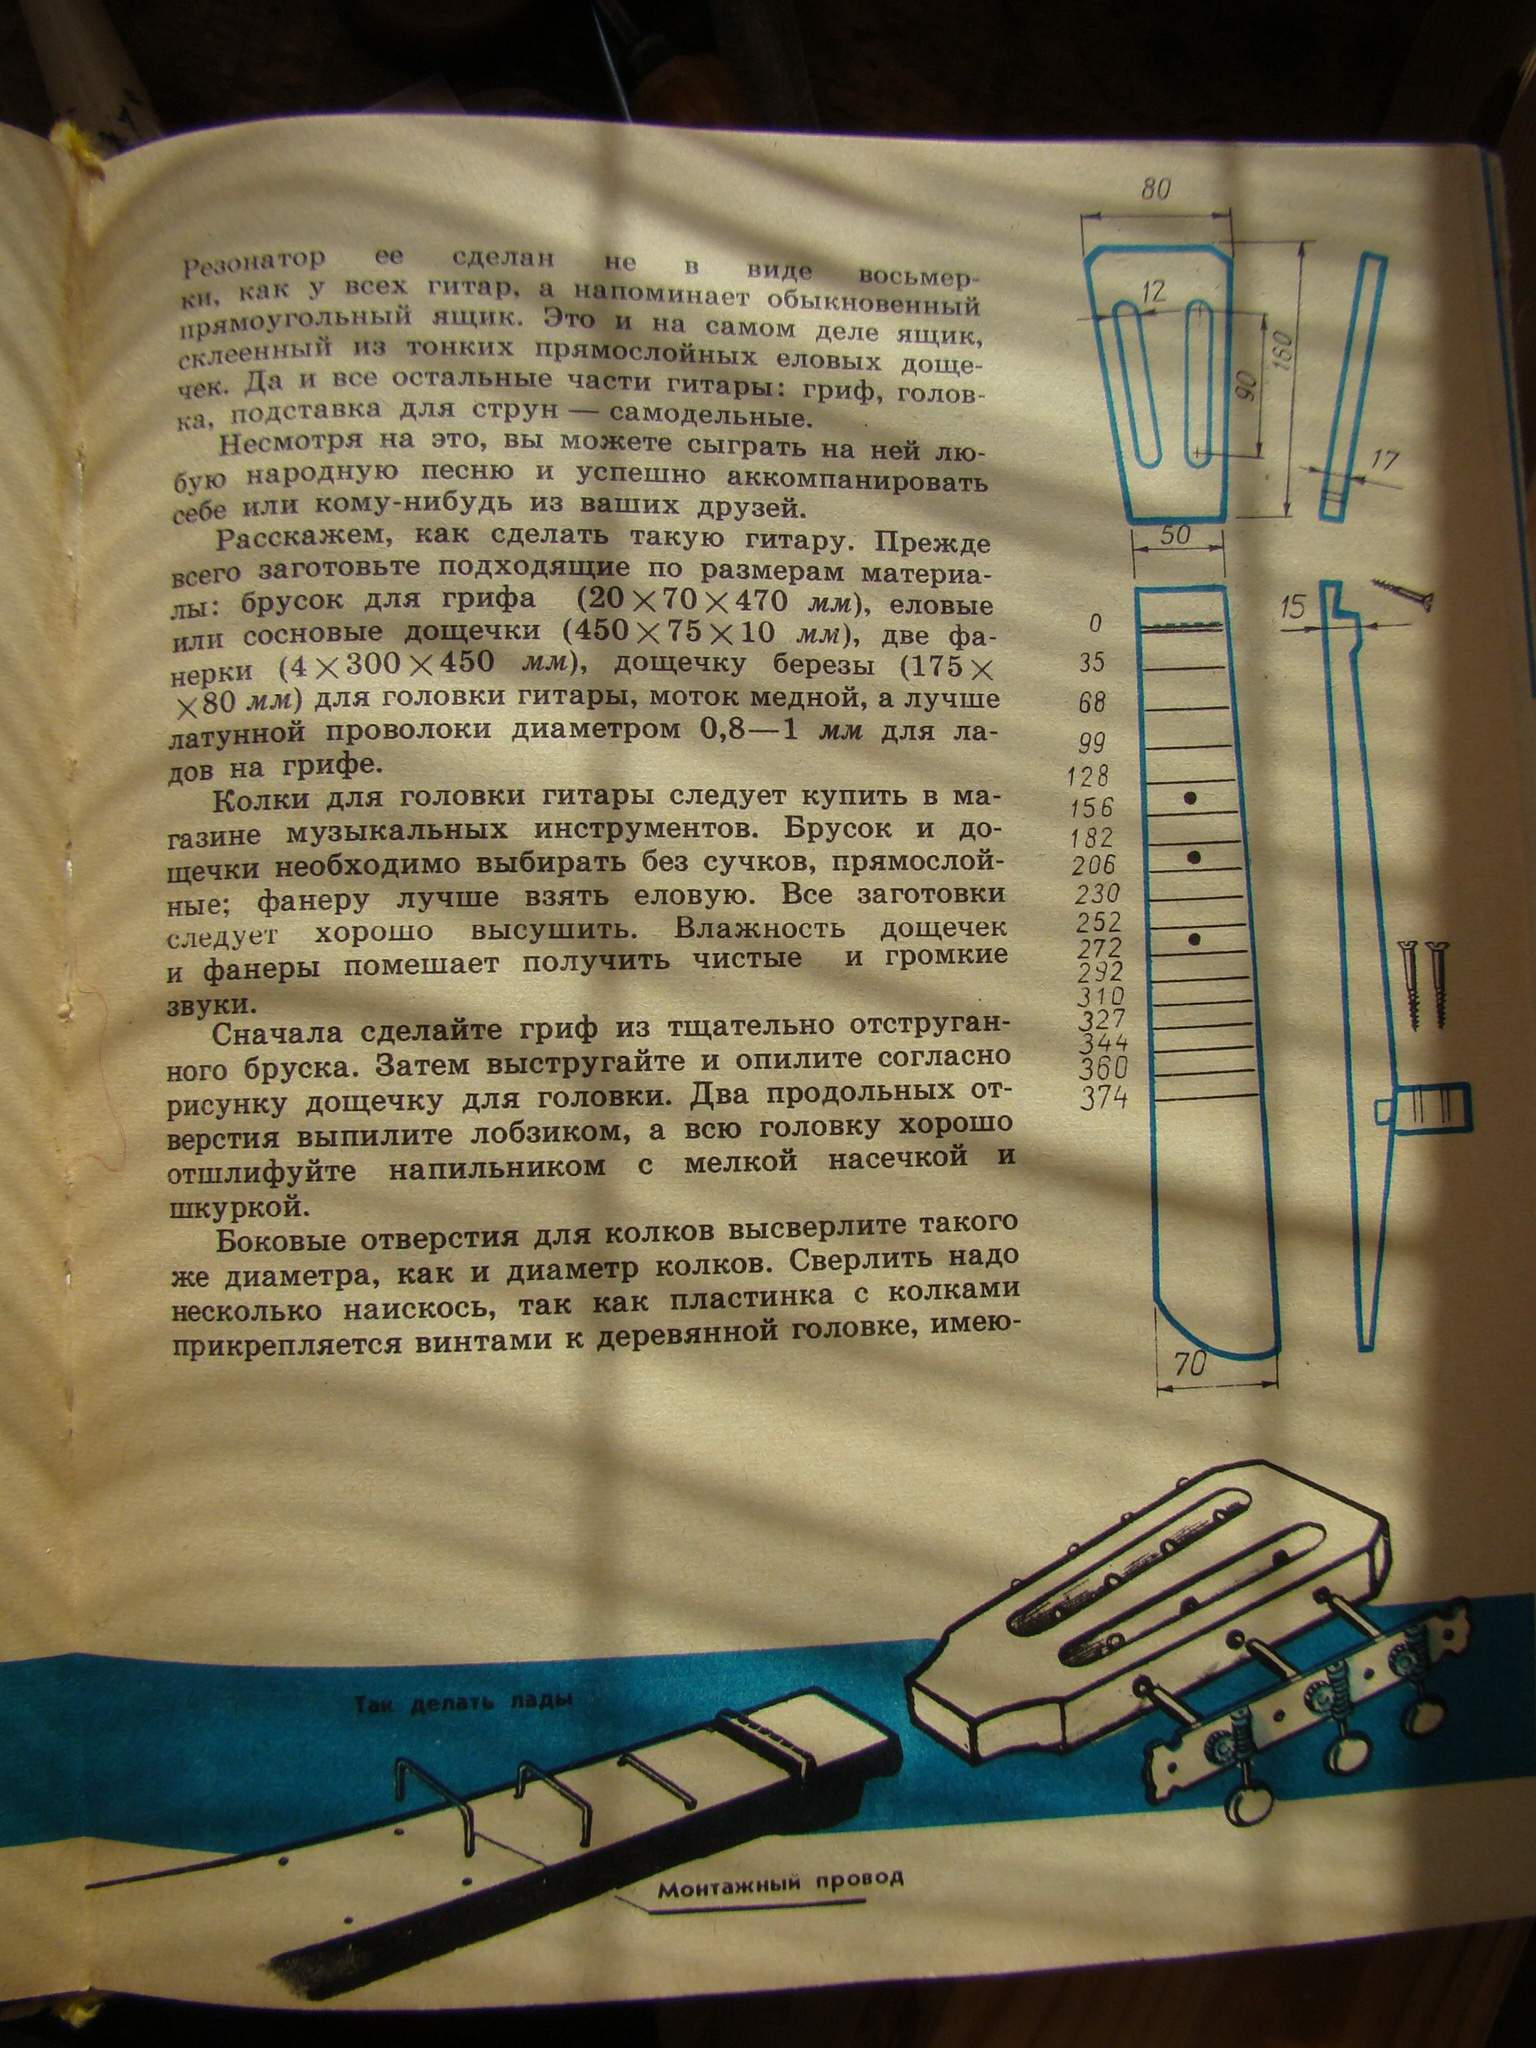 Резонатор ее сделан не в виде восьмер-
ки, как у всех гитар, а напоминает обыкновенный
прямоугольный ящик. Это и на самом деле ящик,
склеенный из тонких прямослойных еловых доще-
чек. Да и все остальные части гитары: гриф, голов-
ка, подставка для струн — самодельные.
Несмотря на это, вы можете сыграть на ней лю-
бую народную песню и успешно аккомпанировать
себе или кому-нибудь из ваших друзей.
Расскажем, как сделать такую гитару. Прежде
всего заготовьте подходящие по размерам материа-
лы: брусок для грифа (20×70×470 мм), еловые
или сосновые дощечки (450×75×10 мм), две фа-
нерки (4×300×450 мм), дощечку березы (175×
×80 мм) для головки гитары, моток медной, а лучше
латунной проволоки диаметром 0,8—1 мм для ла-
дов на грифе.
Колки для головки гитары следует купить в ма-
газине музыкальных инструментов. Брусок и до-
щечки необходимо выбирать без сучков, прямослой-
ные; фанеру лучше взять еловую. Все заготовки
следует хорошо высушить. Влажность дощечек
и фанеры помешает получить чистые и громкие
звуки.
Сначала сделайте гриф из тщательно отструган-
ного бруска. Затем выстругайте и опилите согласно
рисунку дощечку для головки. Два продольных от-
верстия выпилите лобзиком, а всю головку хорошо
отшлифуйте напильником с мелкой насечкой и
шкуркой.
Боковые отверстия для колков высверлите такого
же диаметра, как и диаметр колков. Сверлить надо
несколько наискось, так как пластинка с колками
прикрепляется винтами к деревянной головке, имею-
80
12
90
160
17
50
15
0
35
68
99
128
156
182
206
230
252
272
292
310
327
344
360
374
70
Так делать лады
Монтажный провод